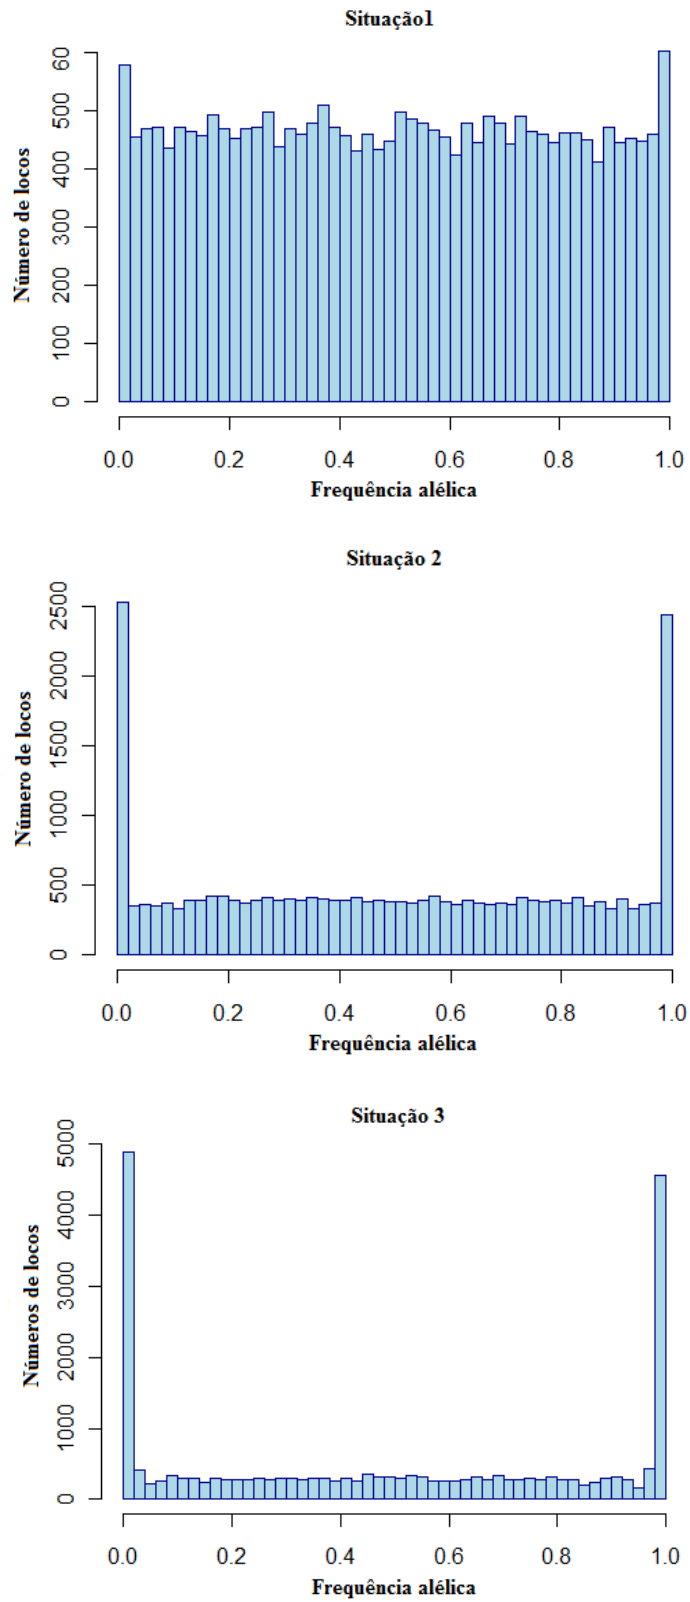 Situação1
Número de locos
60
500
400
300
200
100
0
0.0 0.2 0.4 0.6 0.8 1.0
Frequência alélica
Situação 2
Número de locos
2500
2000
1500
1000
500
0
0.0 0.2 0.4 0.6 0.8 1.0
Frequência alélica
Situação 3
Números de locos
5000
4000
3000
2000
1000
0
0.0 0.2 0.4 0.6 0.8 1.0
Frequência alélica